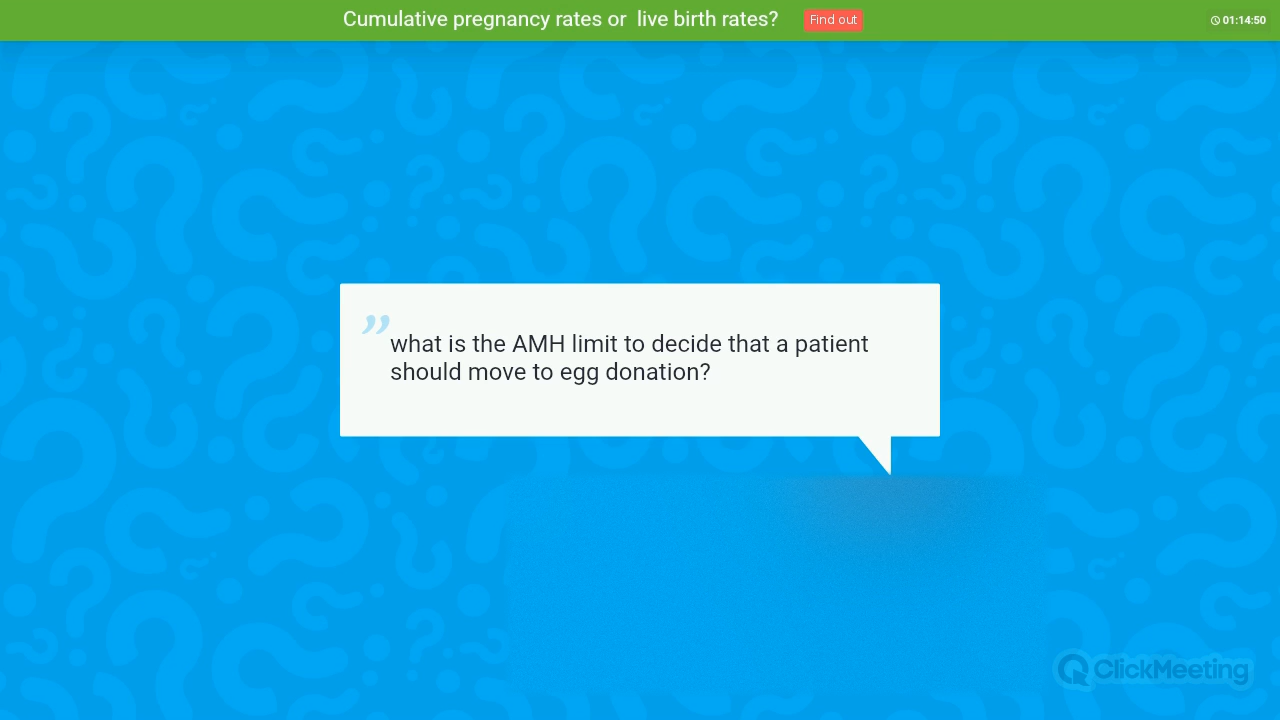 Cumulative pregnancy rates or  live birth rates? Find out 01:14:50
” what is the AMH limit to decide that a patient
should move to egg donation?
ClickMeeting